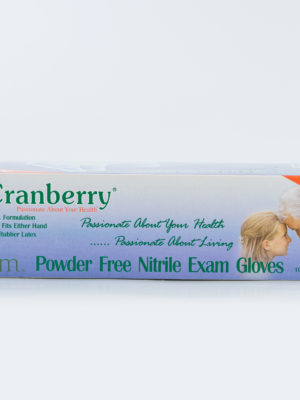 Cranberry®
Passionate About Your Health
Formulation
Fits Either Hand
Rubber Latex
Passionate About Your Health
...... Passionate About Living
m. Powder Free Nitrile Exam Gloves